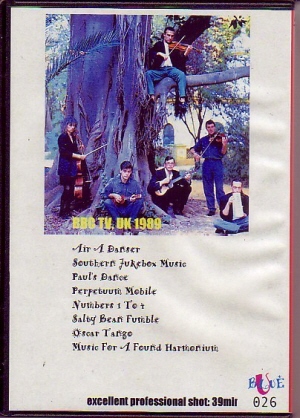 BBC TV, UK 1989
Air A Danser
Southern Jukebox Music
Paul's Dance
Perpetuum Mobile
Numbers 1 To 4
Salty Bean Fumble
Oscar Tango
Music For A Found Harmonium
BLUE
026
excellent professional shot: 39min